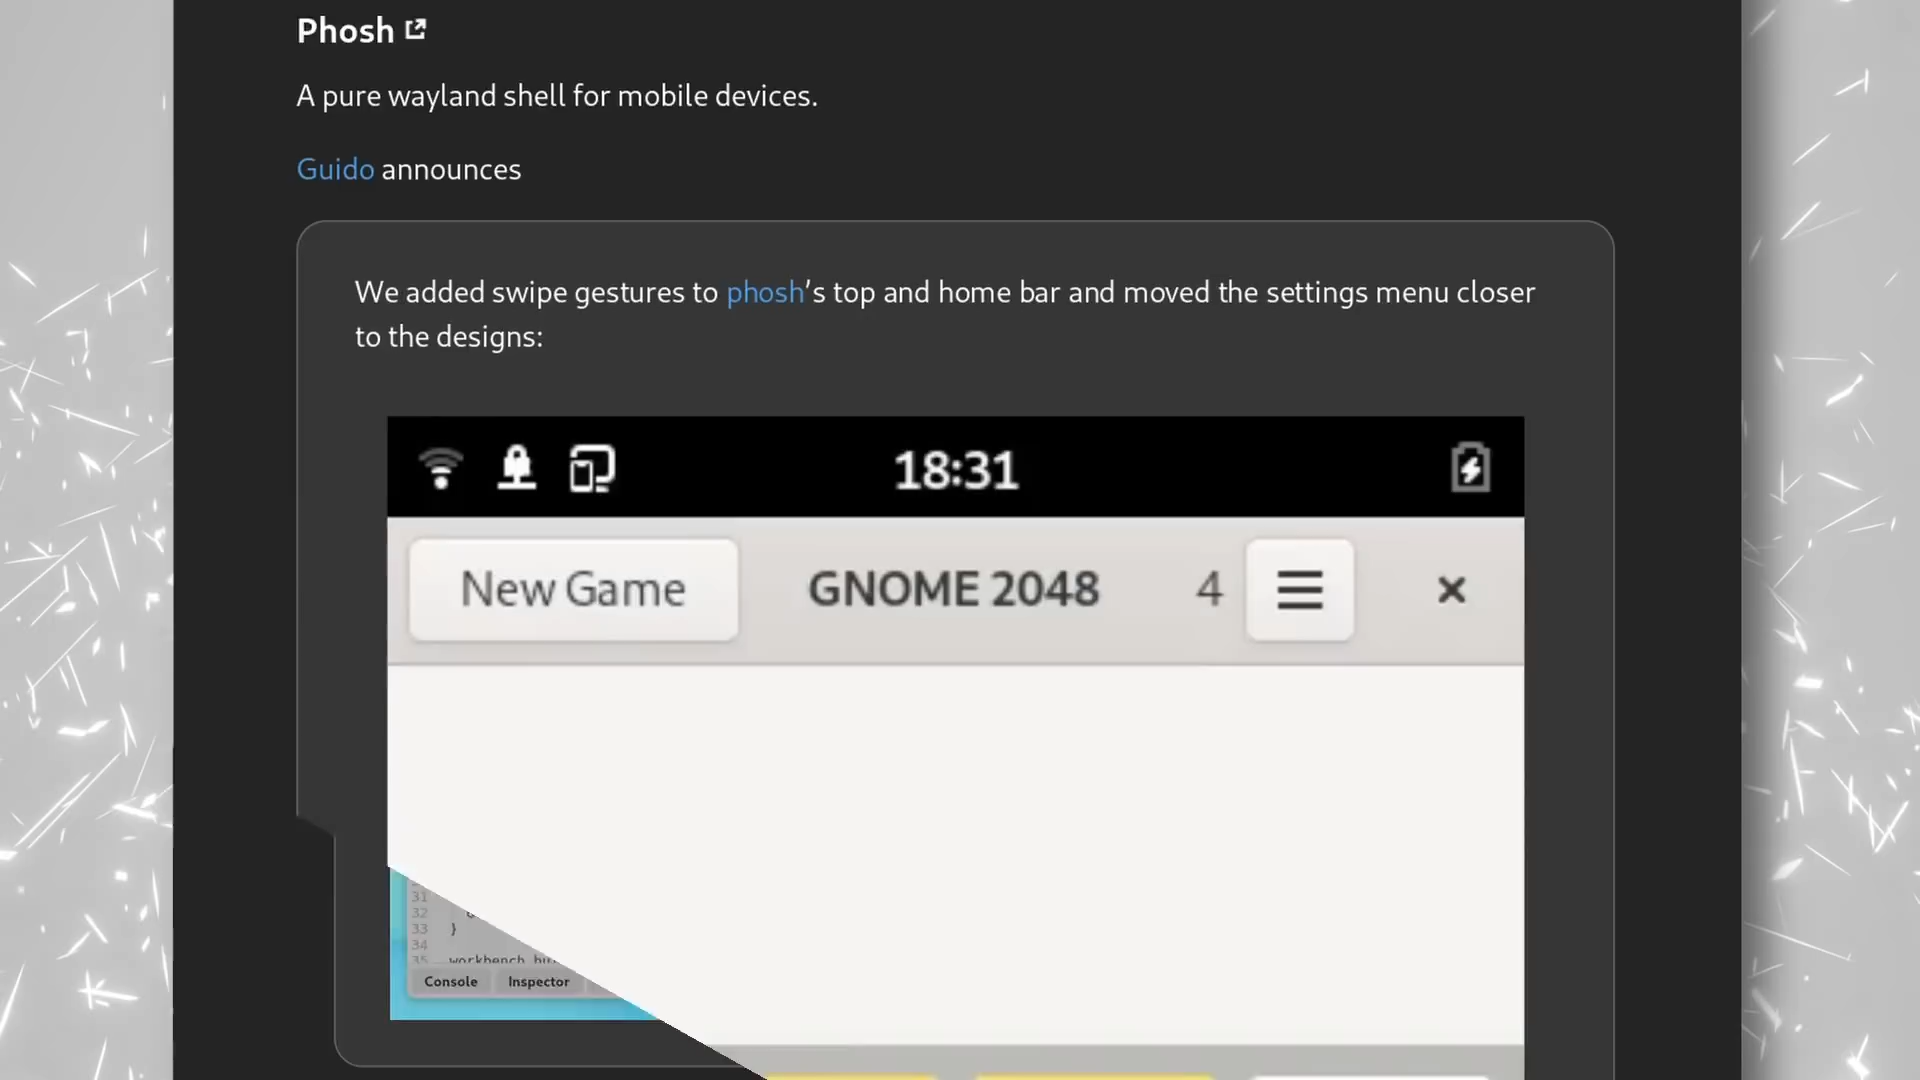 Phosh
A pure wayland shell for mobile devices.
Guido announces
We added swipe gestures to phosh's top and home bar and moved the settings menu closer
to the designs:
18:31
New Game GNOME 2048 4
31
32
33 }
34
35
Console Inspector